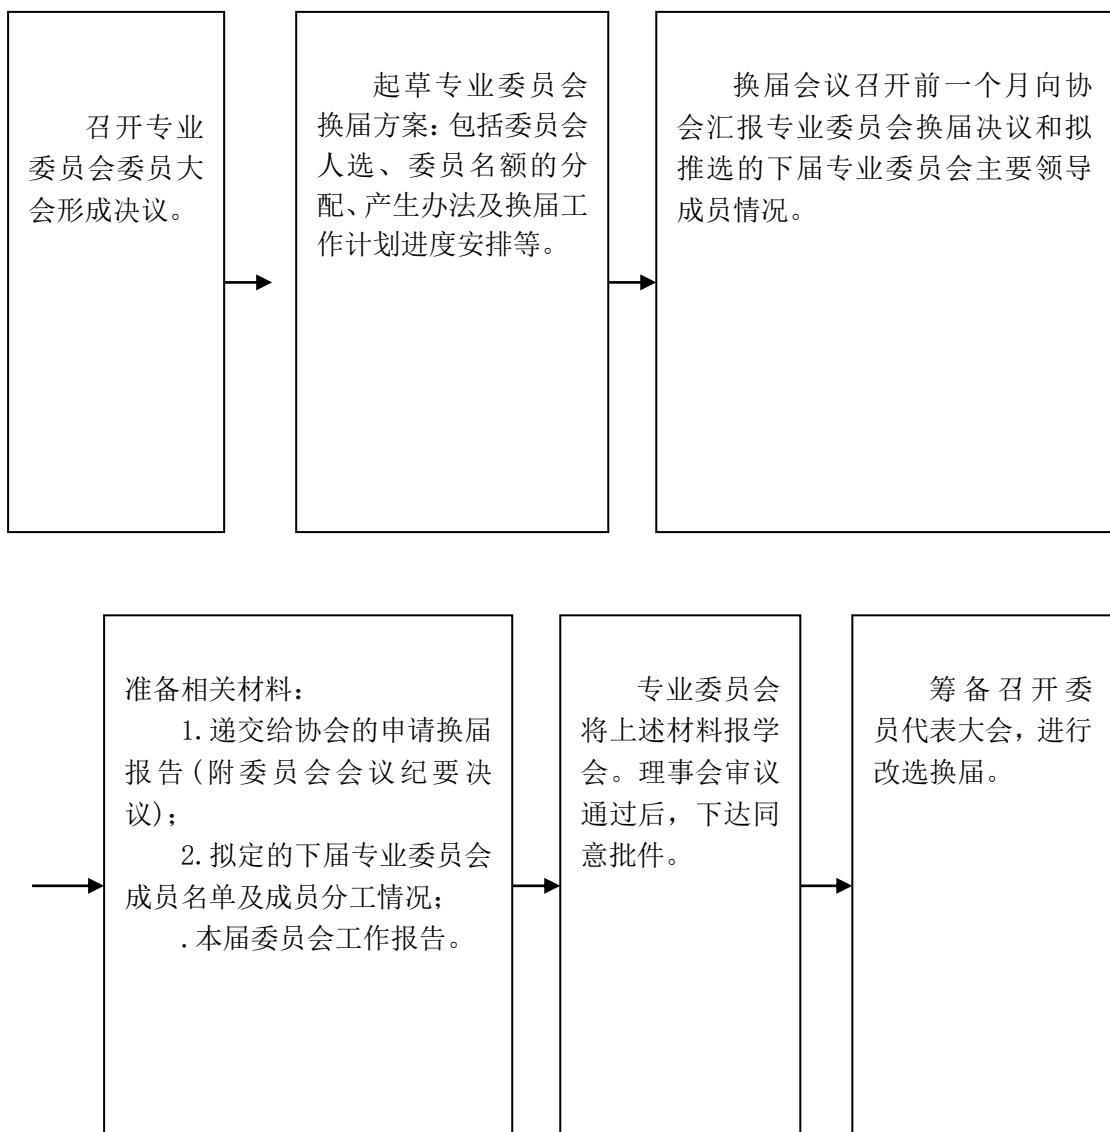 召开专业
委员会委员大
会形成决议。
起草专业委员会
换届方案：包括委员会
人选、委员名额的分
配、产生办法及换届工
作计划进度安排等。
换届会议召开前一个月向协
会汇报专业委员会换届决议和拟
推选的下届专业委员会主要领导
成员情况。
准备相关材料：
1.递交给协会的申请换届
报告(附委员会会议纪要决
议)；
2.拟定的下届专业委员会
成员名单及成员分工情况；
.本届委员会工作报告。
专业委员会
将上述材料报学
会。理事会审议
通过后，下达同
意批件。
筹备召开委
员代表大会，进行
改选换届。